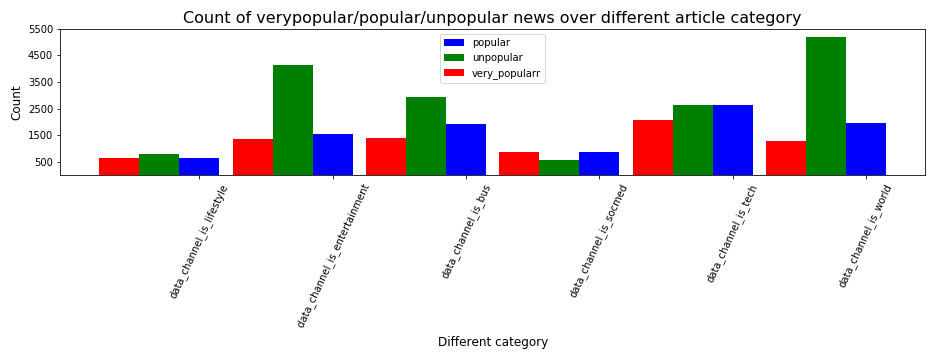 Count of verypopular/popular/unpopular news over different article category
5500
4500
3500
2500
1500
500
Count
popular
unpopular
very_popularr
data_channel_is_lifestyle
data_channel_is_entertainment
data_channel_is_bus
data_channel_is_socmed
data_channel_is_tech
data_channel_is_world
Different category